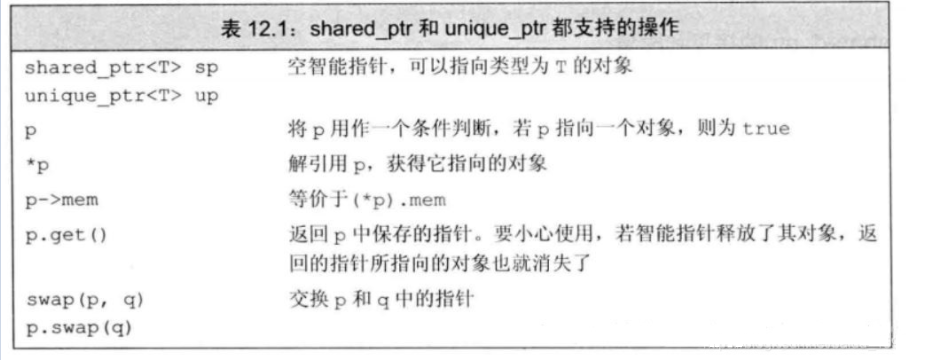 表 12.1：shared_ptr 和 unique_ptr 都支持的操作
shared_ptr<T> sp 空智能指针，可以指向类型为 T 的对象
unique_ptr<T> up
p 将 p 用作一个条件判断，若 p 指向一个对象，则为 true
*p 解引用 p，获得它指向的对象
p->mem 等价于(*p).mem
p.get() 返回 p 中保存的指针。要小心使用，若智能指针释放了其对象，返
回的指针所指向的对象也就消失了
swap(p, q) 交换 p 和 q 中的指针
p.swap(q)